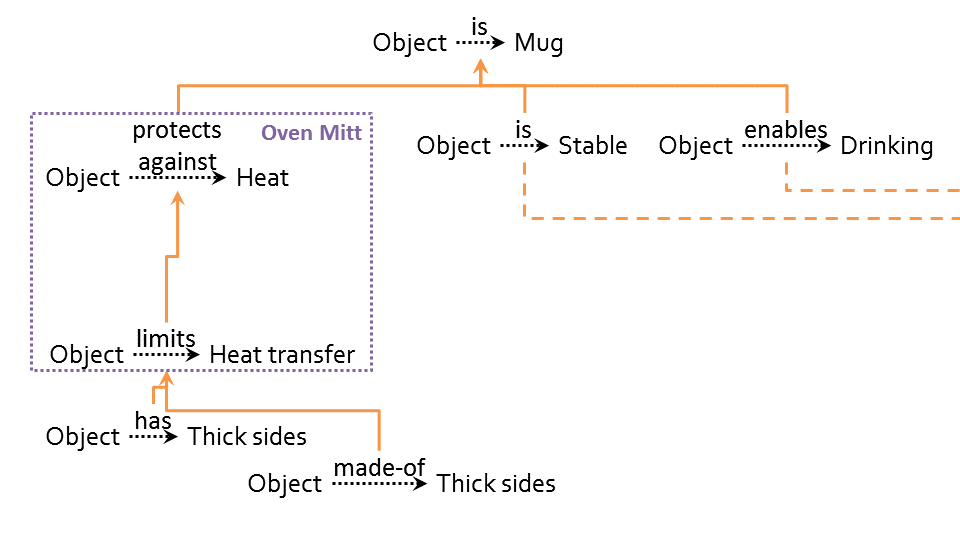 Object is Mug
protects against Oven Mitt
Object Heat
Object is Stable
Object enables Drinking
Object limits Heat transfer
Object has Thick sides
Object made-of Thick sides